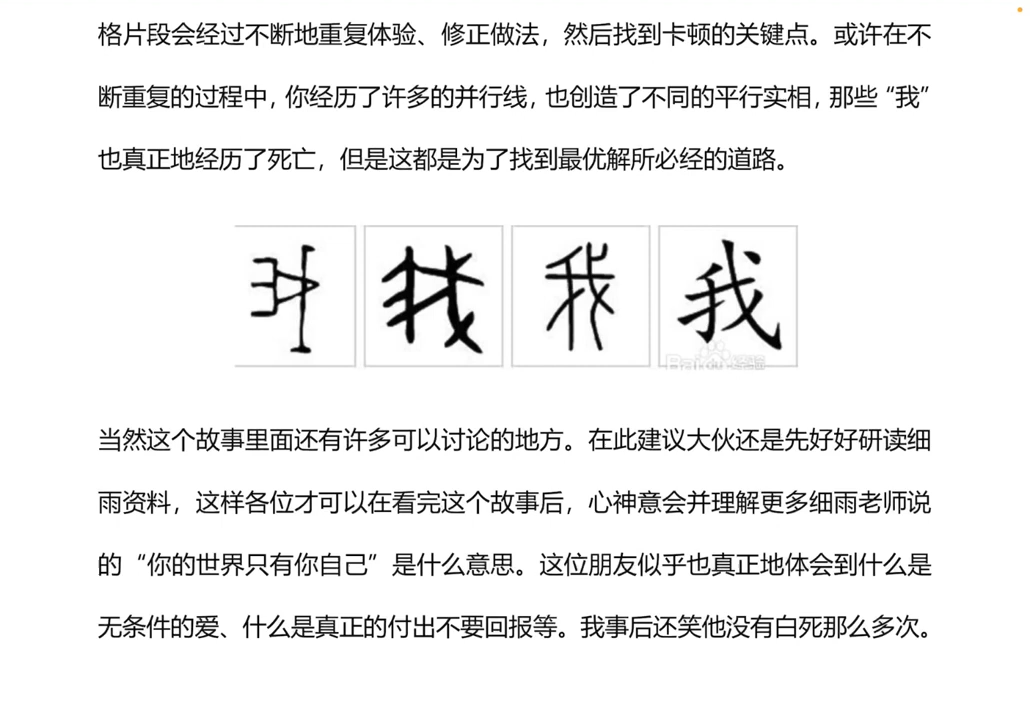 格片段会经过不断地重复体验、修正做法，然后找到卡顿的关键点。或许在不
断重复的过程中，你经历了许多的并行线，也创造了不同的平行实相，那些“我”
也真正地经历了死亡，但是这都是为了找到最优解所必经的道路。
我 我 我 我
Baidu 经验
当然这个故事里面还有许多可以讨论的地方。在此建议大伙还是先好好研读细
雨资料，这样各位才可以在看完这个故事后，心神意会并理解更多细雨老师说
的“你的世界只有你自己”是什么意思。这位朋友似乎也真正地体会到什么是
无条件的爱、什么是真正的付出不要回报等。我事后还笑他没有白死那么多次。